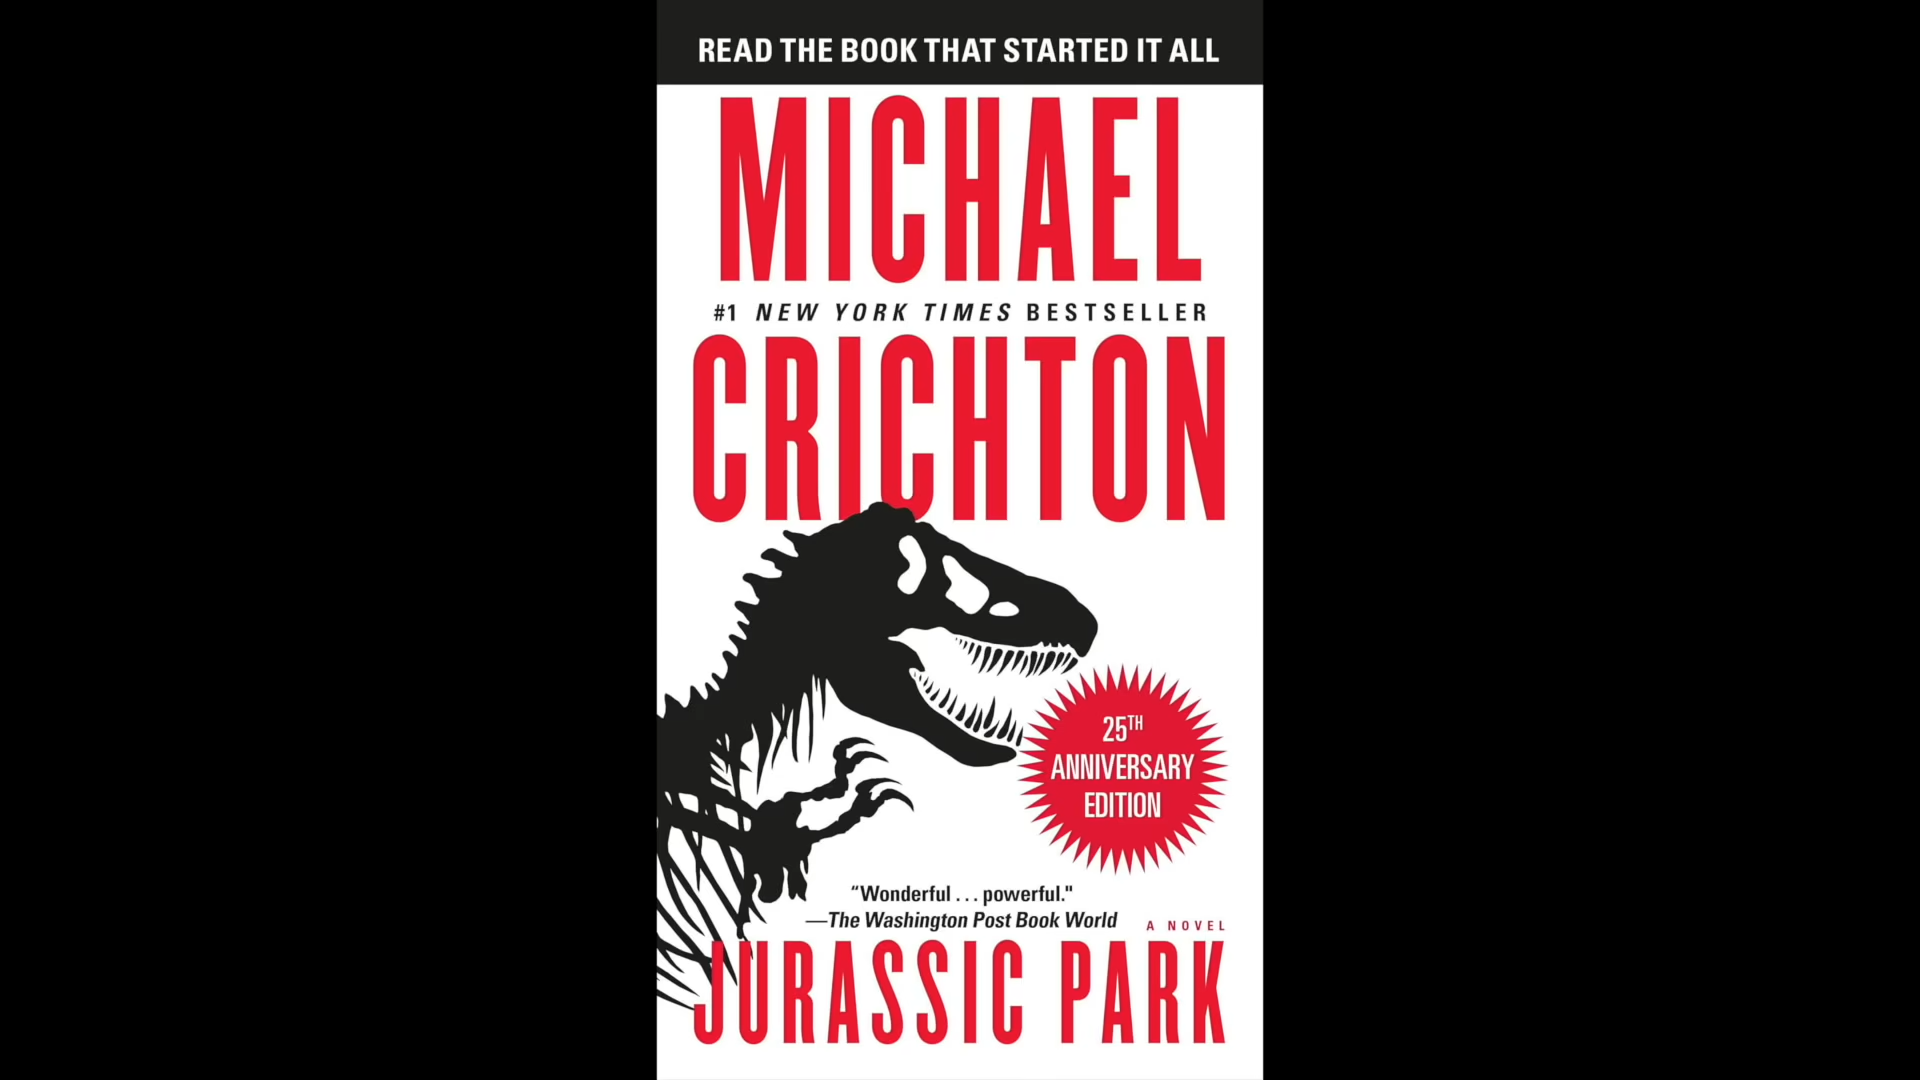 READ THE BOOK THAT STARTED IT ALL
MICHAEL
#1 NEW YORK TIMES BESTSELLER
CRICHTON
25TH
ANNIVERSARY
EDITION
“Wonderful . . . powerful."
—The Washington Post Book World
A NOVEL
JURASSIC PARK